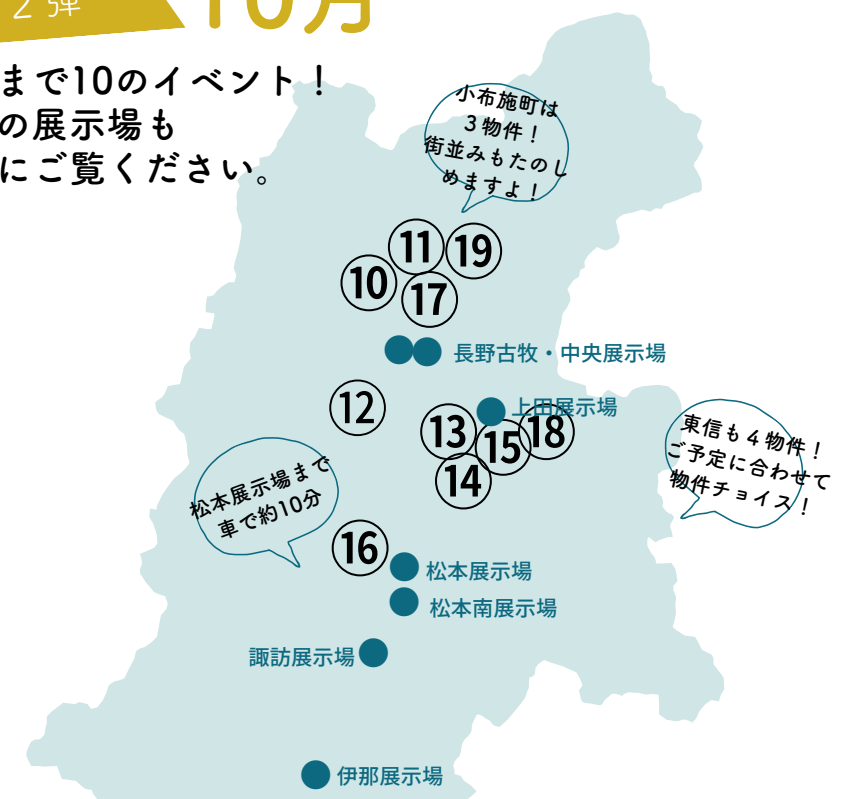 2弾
10月
まで10のイベント！
の展示場も
にご覧ください。
小布施町は
３物件！
街並みもたのし
めますよ！
11
19
10
17
長野古牧・中央展示場
12
上田展示場
13
15
18
14
東信も４物件！
ご予定に合わせて
物件チョイス！
松本展示場まで
車で約10分
16
松本展示場
松本南展示場
諏訪展示場
伊那展示場